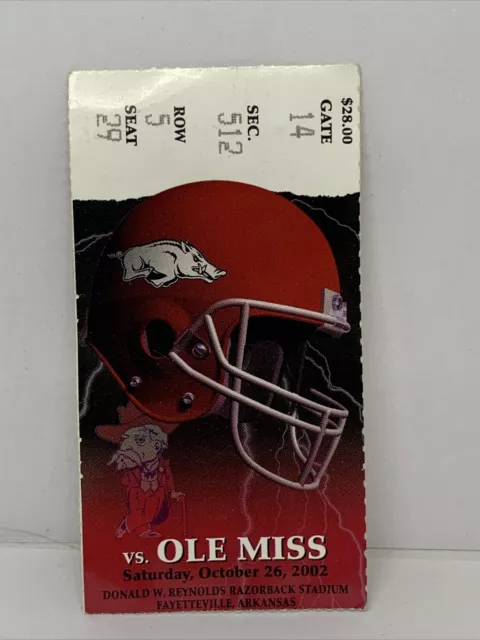 $28.00
GATE
14
SEC.
512
ROW
5
SEAT
29
VS. OLE MISS
Saturday, October 26, 2002
DONALD W. REYNOLDS RAZORBACK STADIUM
FAYETTEVILLE, ARKANSAS